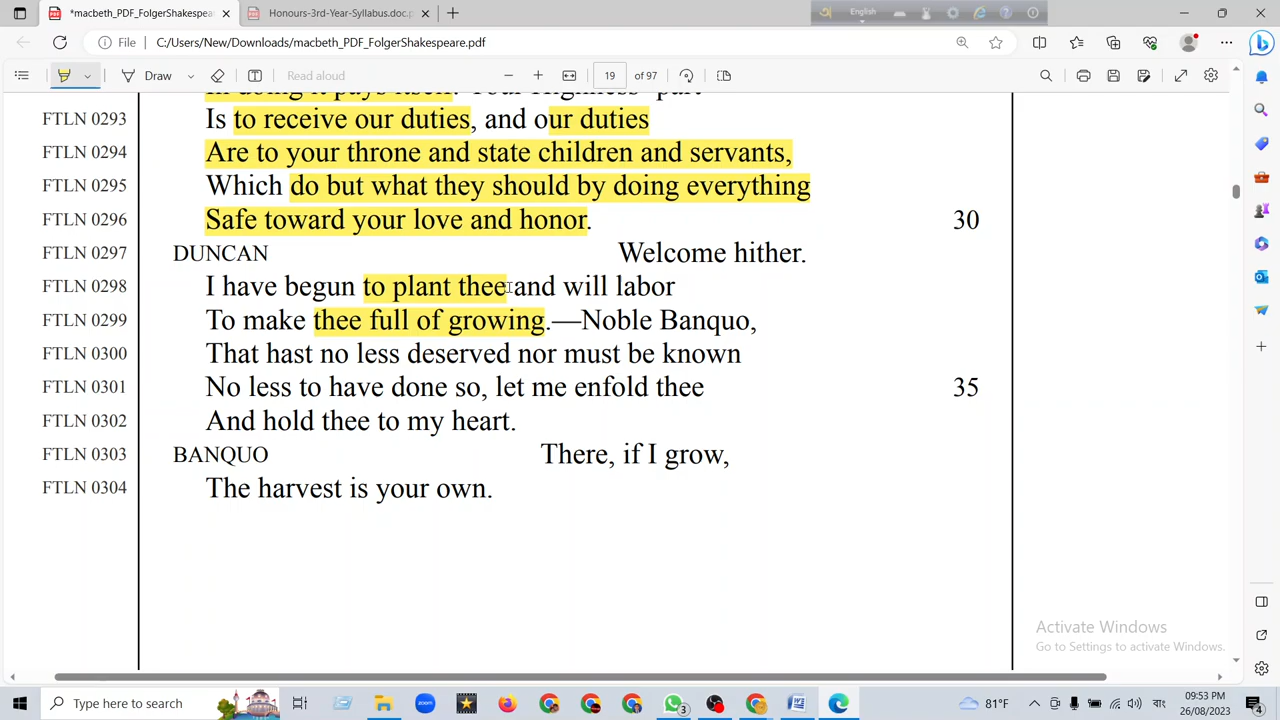 *macbeth_PDF_FolgerShakespea
Honours-3rd-Year-Syllabus.doc.p
English
File
C:/Users/New/Downloads/macbeth_PDF_FolgerShakespeare.pdf
Draw
Read aloud
19
of 97
FTLN 0293 Is to receive our duties, and our duties
FTLN 0294 Are to your throne and state children and servants,
FTLN 0295 Which do but what they should by doing everything
FTLN 0296 Safe toward your love and honor. 30
FTLN 0297 DUNCAN Welcome hither.
FTLN 0298 I have begun to plant thee and will labor
FTLN 0299 To make thee full of growing.—Noble Banquo,
FTLN 0300 That hast no less deserved nor must be known
FTLN 0301 No less to have done so, let me enfold thee 35
FTLN 0302 And hold thee to my heart.
FTLN 0303 BANQUO There, if I grow,
FTLN 0304 The harvest is your own.
Activate Windows
Go to Settings to activate Windows.
Type here to search
zoom
3
81°F
বাং
09:53 PM
26/08/2023
4